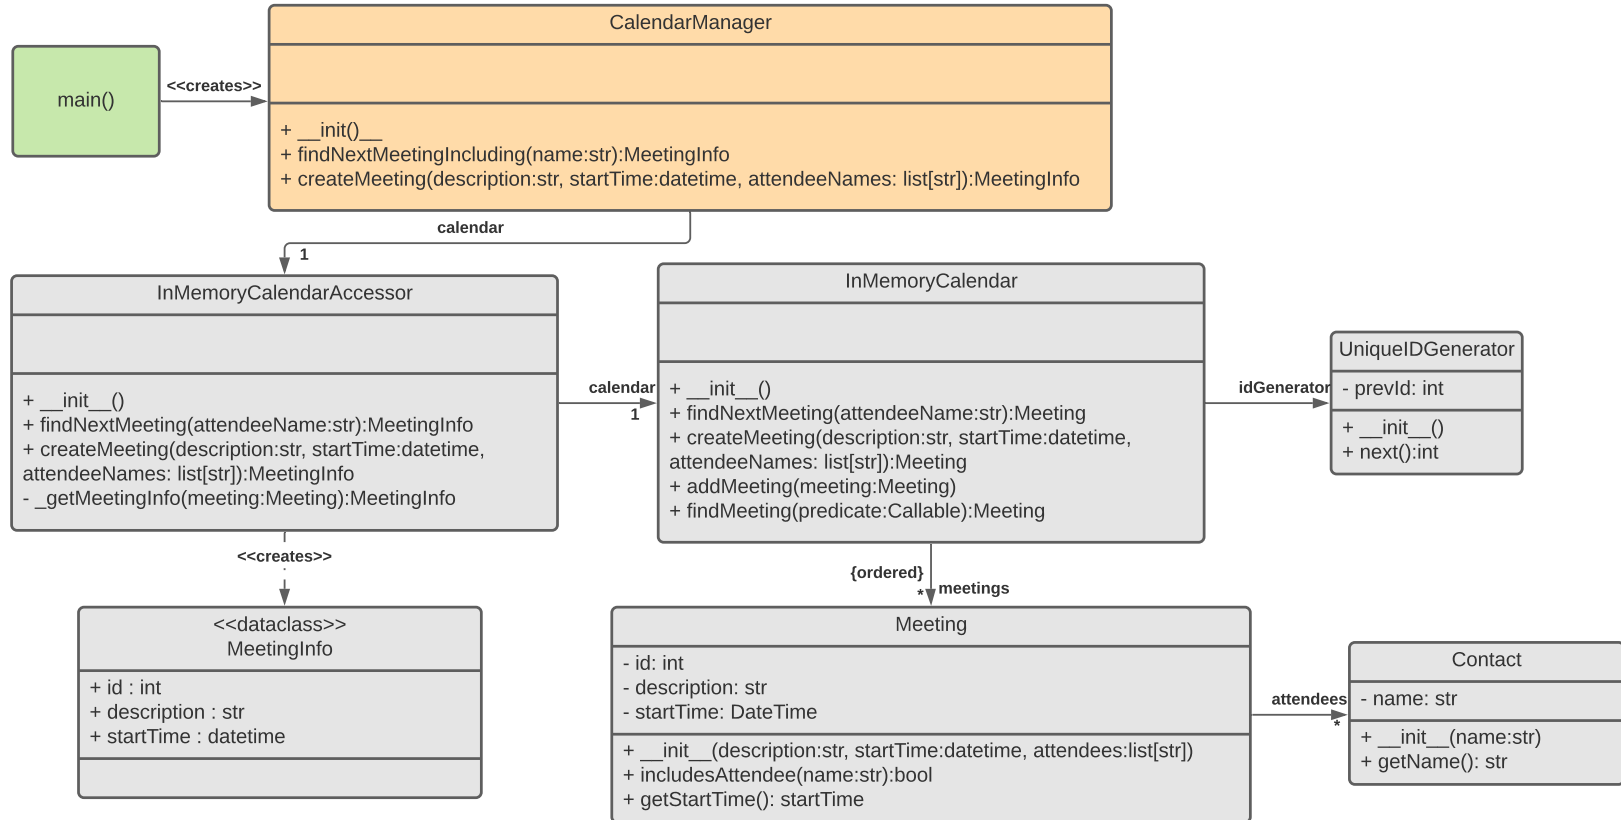 CalendarManager
main()
<<creates>>
+ __init()__
+ findNextMeetingIncluding(name:str):MeetingInfo
+ createMeeting(description:str, startTime:datetime, attendeeNames: list[str]):MeetingInfo
calendar
1
InMemoryCalendarAccessor
+ __init__()
+ findNextMeeting(attendeeName:str):MeetingInfo
+ createMeeting(description:str, startTime:datetime,
attendeeNames: list[str]):MeetingInfo
- _getMeetingInfo(meeting:Meeting):MeetingInfo
calendar
1
InMemoryCalendar
+ __init__()
+ findNextMeeting(attendeeName:str):Meeting
+ createMeeting(description:str, startTime:datetime,
attendeeNames: list[str]):Meeting
+ addMeeting(meeting:Meeting)
+ findMeeting(predicate:Callable):Meeting
idGenerator
UniqueIDGenerator
- prevId: int
+ __init__()
+ next():int
<<creates>>
<<dataclass>>
MeetingInfo
+ id : int
+ description : str
+ startTime : datetime
{ordered}
* meetings
Meeting
- id: int
- description: str
- startTime: DateTime
+ __init__(description:str, startTime:datetime, attendees:list[str])
+ includesAttendee(name:str):bool
+ getStartTime(): startTime
attendees
*
Contact
- name: str
+ __init__(name:str)
+ getName(): str